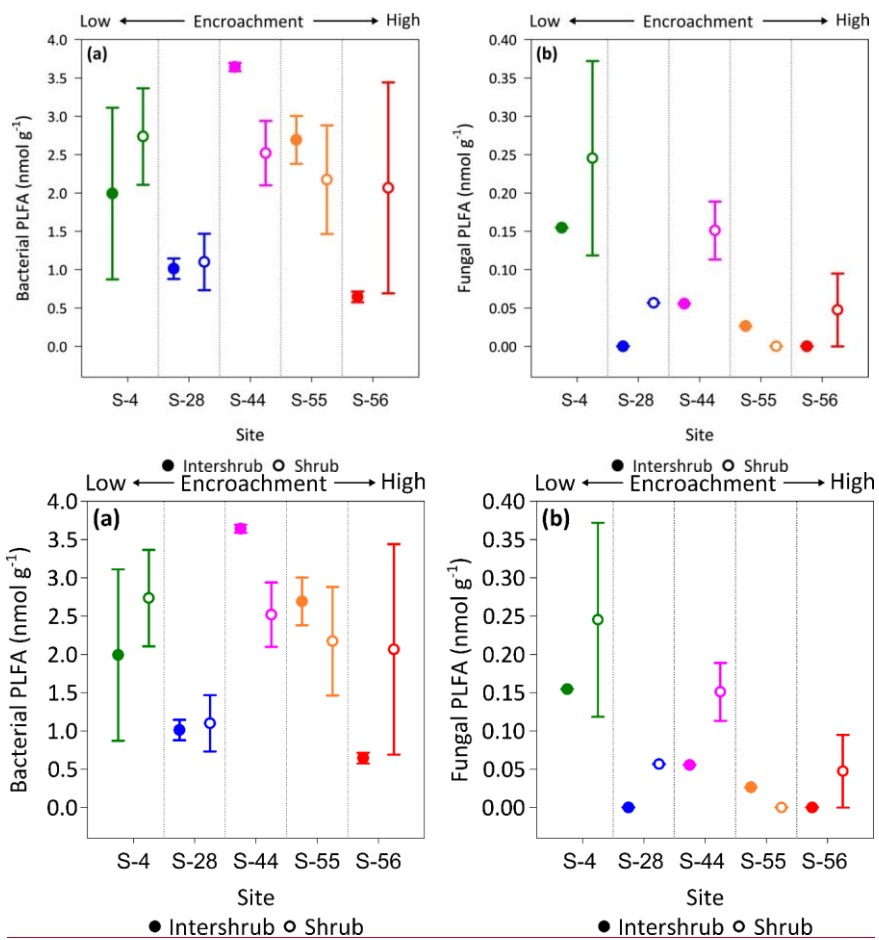 Low ← Encroachment → High
(a)
Bacterial PLFA (nmol g⁻¹)
4.0
3.5
3.0
2.5
2.0
1.5
1.0
0.5
0.0
S-4 S-28 S-44 S-55 S-56
Site
● Intershrub ○ Shrub
Low ← Encroachment → High
(b)
Fungal PLFA (nmol g⁻¹)
0.40
0.35
0.30
0.25
0.20
0.15
0.10
0.05
0.00
S-4 S-28 S-44 S-55 S-56
Site
● Intershrub ○ Shrub
Low ← Encroachment → High
(a)
Bacterial PLFA (nmol g⁻¹)
4.0
3.5
3.0
2.5
2.0
1.5
1.0
0.5
0.0
S-4 S-28 S-44 S-55 S-56
Site
● Intershrub ○ Shrub
Low ← Encroachment → High
(b)
Fungal PLFA (nmol g⁻¹)
0.40
0.35
0.30
0.25
0.20
0.15
0.10
0.05
0.00
S-4 S-28 S-44 S-55 S-56
Site
● Intershrub ○ Shrub